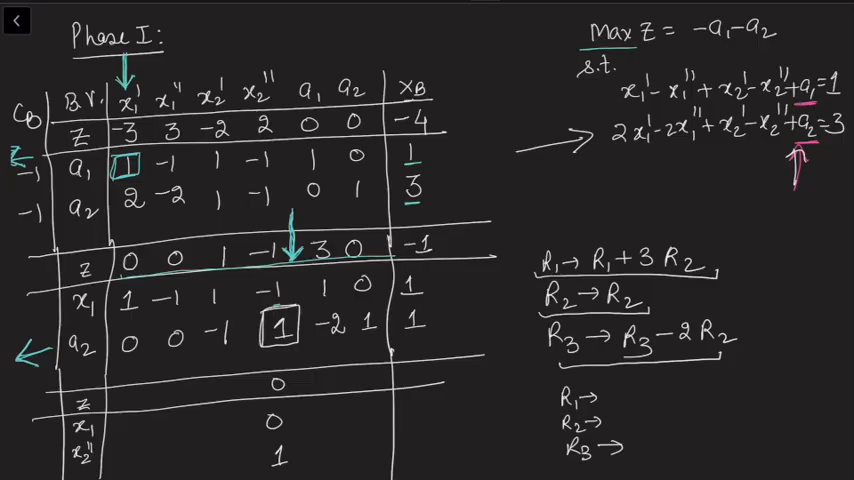 Phase I:
Max Z = -a₁-a₂
s.t.
x₁'-x₁''+x₂'-x₂''+a₁=1
2x₁'-2x₁''+x₂'-x₂''+a₂=3
C_B B.V. x₁' x₁'' x₂' x₂'' a₁ a₂ X_B
Z -3 3 -2 2 0 0 -4
-1 a₁ 1 -1 1 -1 1 0 1
-1 a₂ 2 -2 1 -1 0 1 3
Z 0 0 1 -1 3 0 -1
x₁ 1 -1 1 -1 1 0 1
a₂ 0 0 -1 1 -2 1 1
Z 0
x₁ 0
x₂'' 1
R₁→ R₁+3R₂
R₂→R₂
R₃→ R₃-2R₂
R₁→
R₂→
R₃→